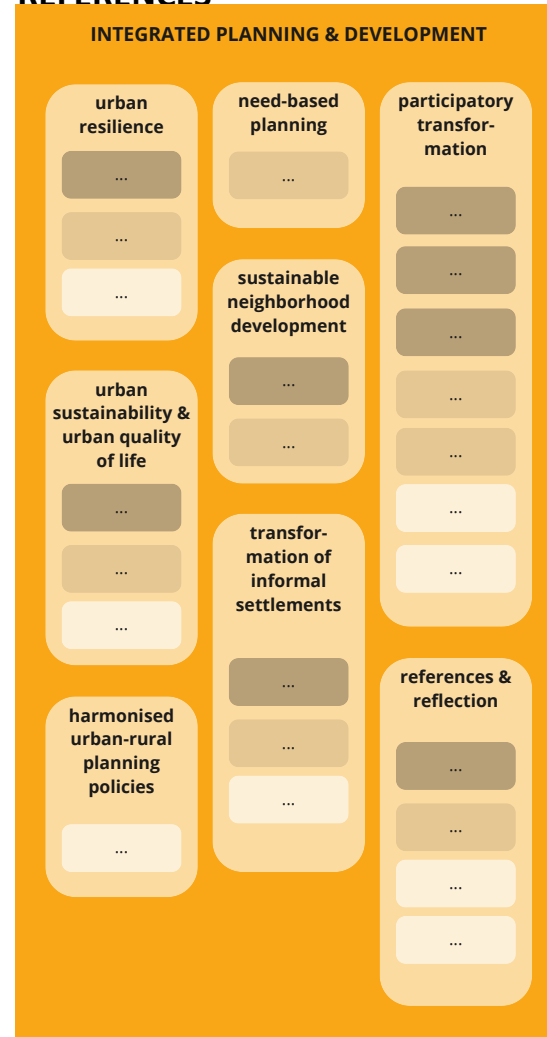 REFERENCES
INTEGRATED PLANNING & DEVELOPMENT
urban
resilience
...
...
...
urban
sustainability &
urban quality
of life
...
...
...
harmonised
urban-rural
planning
policies
...
need-based
planning
...
sustainable
neighborhood
development
...
...
transfor-
mation of
informal
settlements
...
...
...
participatory
transfor-
mation
...
...
...
...
...
...
...
references &
reflection
...
...
...
...